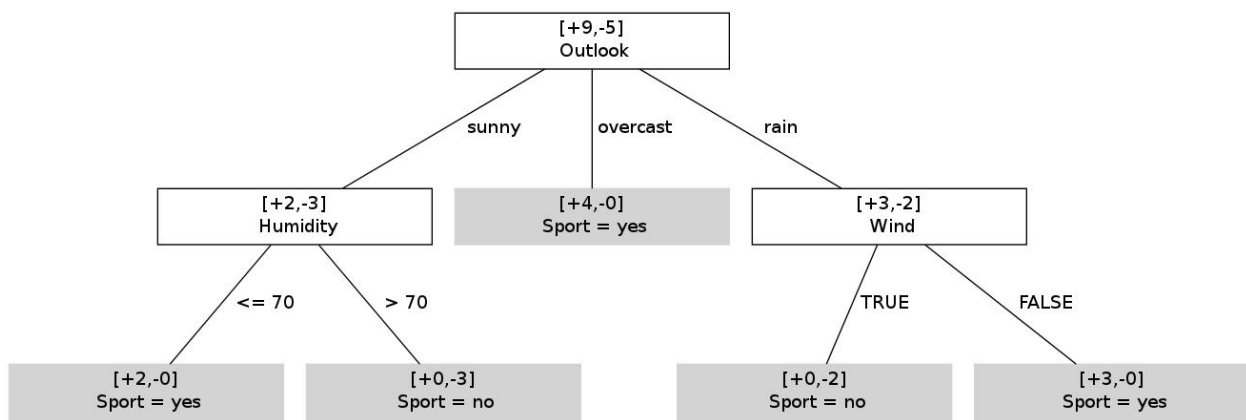 [+9,-5]
Outlook
sunny
overcast
rain
[+2,-3]
Humidity
[+4,-0]
Sport = yes
[+3,-2]
Wind
<= 70
> 70
TRUE
FALSE
[+2,-0]
Sport = yes
[+0,-3]
Sport = no
[+0,-2]
Sport = no
[+3,-0]
Sport = yes